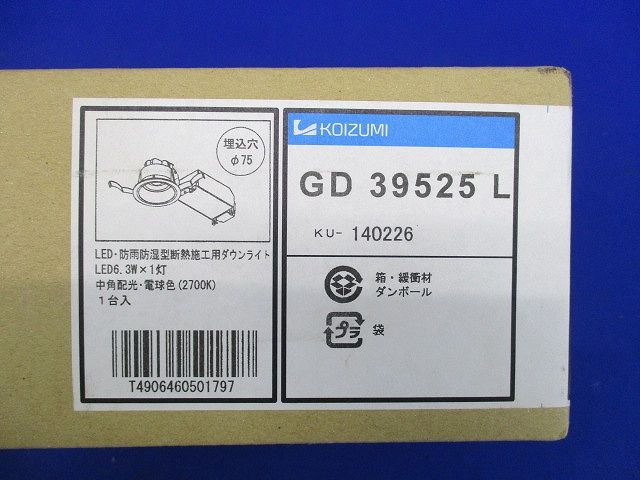 埋込穴
φ75
LED・防雨防湿型断熱施工用ダウンライト
LED6.3W×1灯
中角配光・電球色(2700K)
1台入
T4906460501797
KOIZUMI
GD 39525 L
KU- 140226
箱・緩衝材
ダンボール
プラ
袋